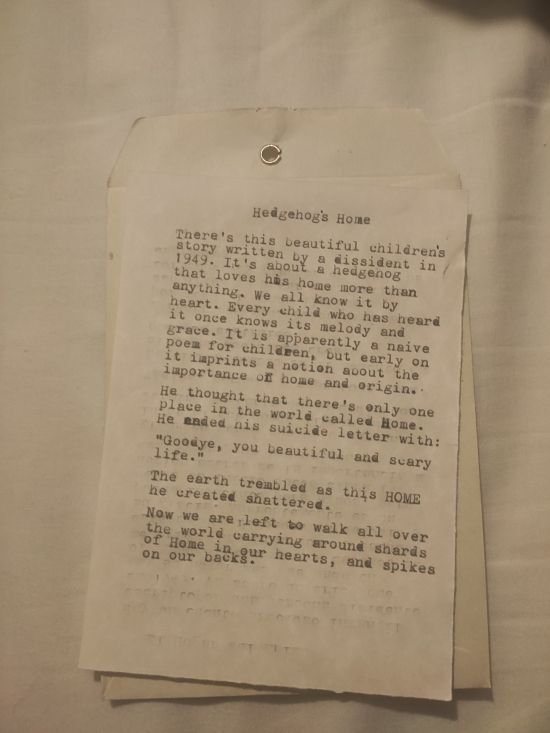 Hedgehog's Home
There's this beautiful children's
story written by a dissident in
1949. It's about a hedgehog
that loves his home more than
anything. We all know it by
heart. Every child who has heard
it once knows its melody and
grace. It is apparently a naive
poem for children, but early on
it imprints a notion about the
importance of home and origin.
He thought that there's only one
place in the world called Home.
He ended his suicide letter with:
"Goodye, you beautiful and scary
life."
The earth trembled as this HOME
he created shattered.
Now we are left to walk all over
the world carrying around shards
of Home in our hearts, and spikes
on our backs.